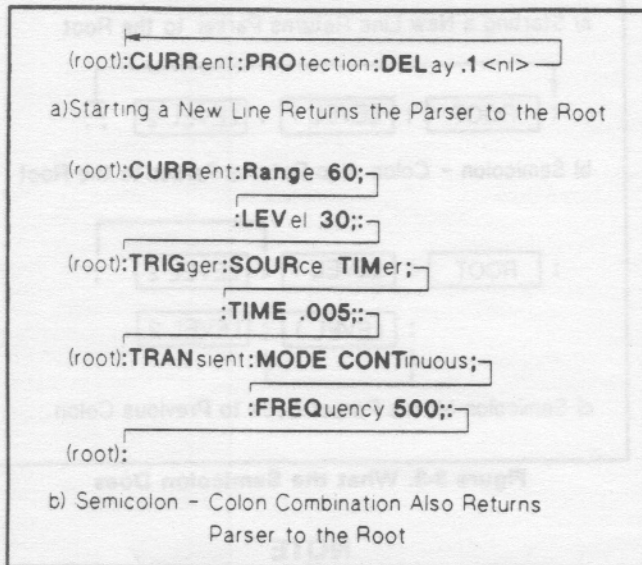 (root):CURRent:PROtection:DELay .1 <nl>
a)Starting a New Line Returns the Parser to the Root
(root):CURRent:Range 60;
:LEVel 30;:
(root):TRIGger:SOURce TIMer;
:TIME .005;:
(root):TRANsient:MODE CONTinuous;
:FREQuency 500;:
(root):
b) Semicolon - Colon Combination Also Returns
Parser to the Root